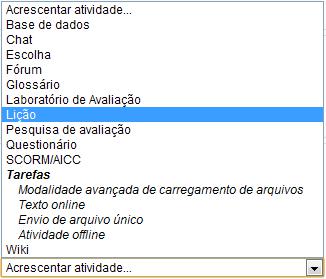 Acrescentar atividade...
Base de dados
Chat
Escolha
Fórum
Glossário
Laboratório de Avaliação
Lição
Pesquisa de avaliação
Questionário
SCORM/AICC
Tarefas
Modalidade avançada de carregamento de arquivos
Texto online
Envio de arquivo único
Atividade offline
Wiki
Acrescentar atividade...